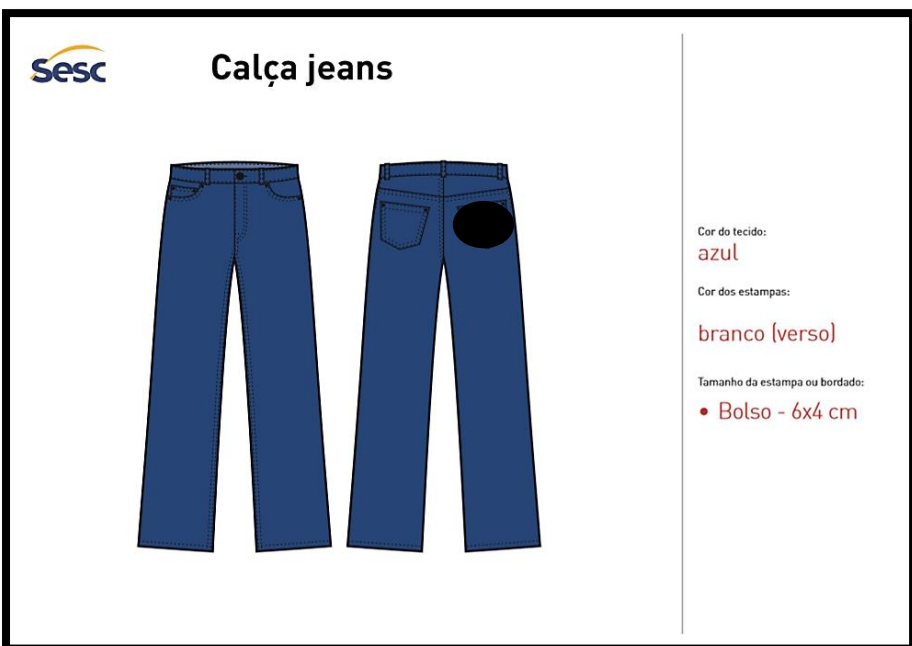 Sesc
Calça jeans
Cor do tecido:
azul
Cor dos estampas:
branco (verso)
Tamanho da estampa ou bordado:
• Bolso - 6x4 cm